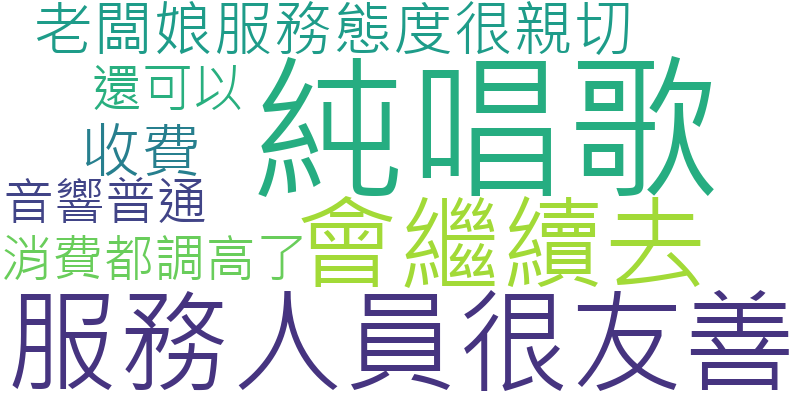 老闆娘服務態度很親切
還可以
純唱歌
收費
音響普通
會繼續去
消費都調高了
服務人員很友善